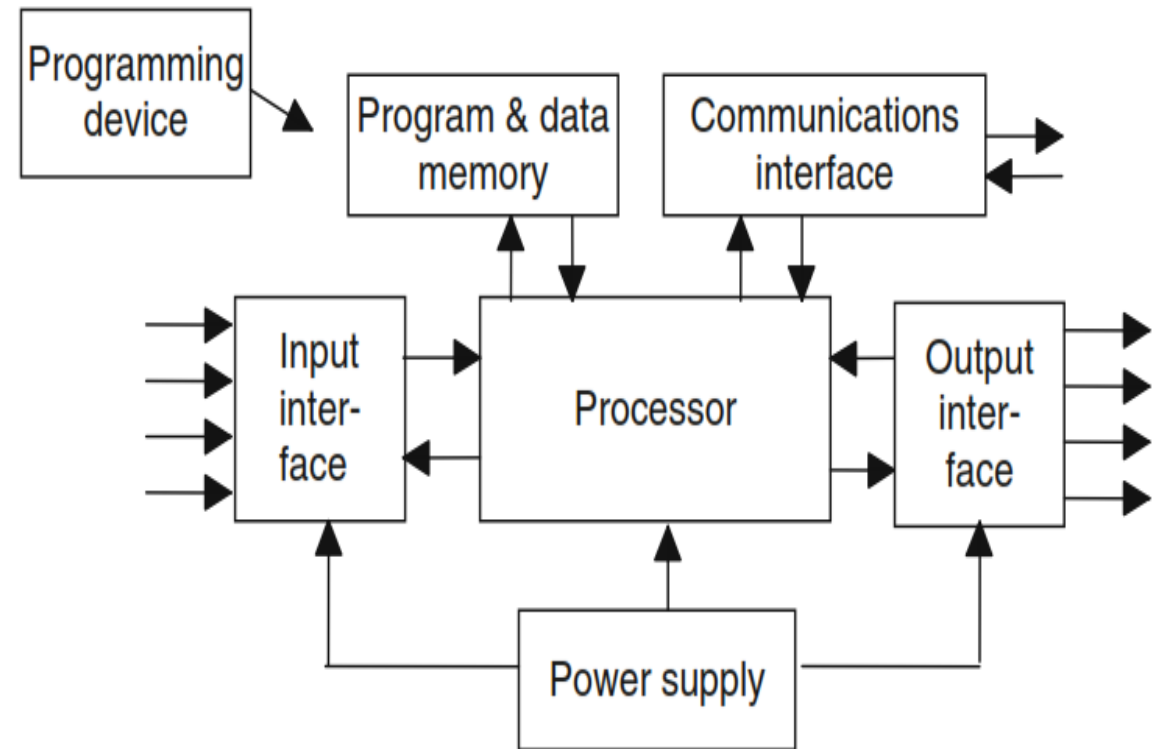 Programming
device
Program & data
memory
Communications
interface
Input
inter-
face
Processor
Output
inter-
face
Power supply